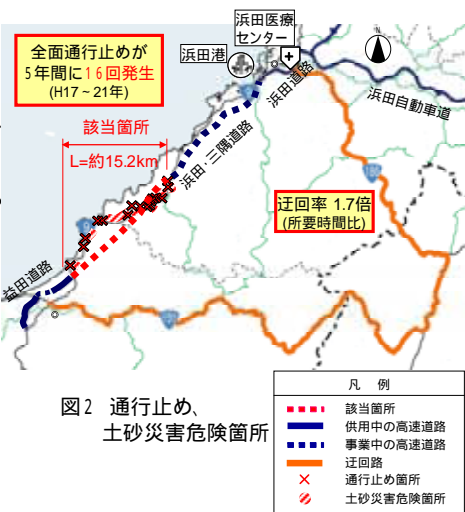 全面通行止めが
5年間に16回発生
(H17～21年)
浜田医療
センター
浜田港
浜田道路
浜田自動車道
該当箇所
L=約15.2km
浜田・三隅道路
186
迂回率 1.7倍
(所要時間比)
益田道路
図2 通行止め、
土砂災害危険箇所
凡 例
該当箇所
供用中の高速道路
事業中の高速道路
迂回路
通行止め箇所
土砂災害危険箇所